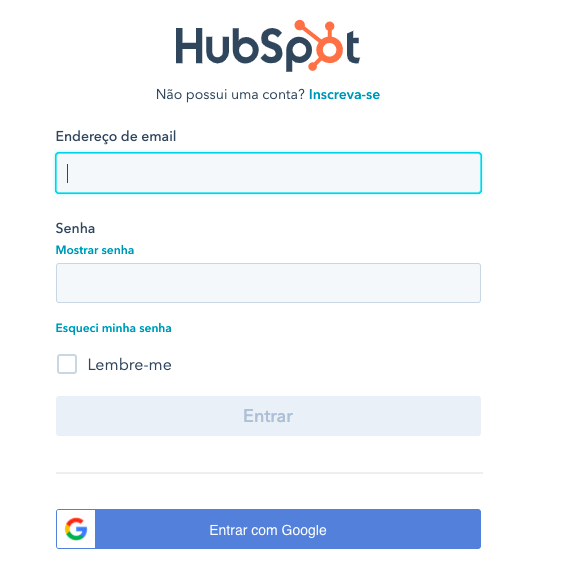 HubSpot
Não possui uma conta? Inscreva-se
Endereço de email
Senha
Mostrar senha
Esqueci minha senha
Lembre-me
Entrar
Entrar com Google